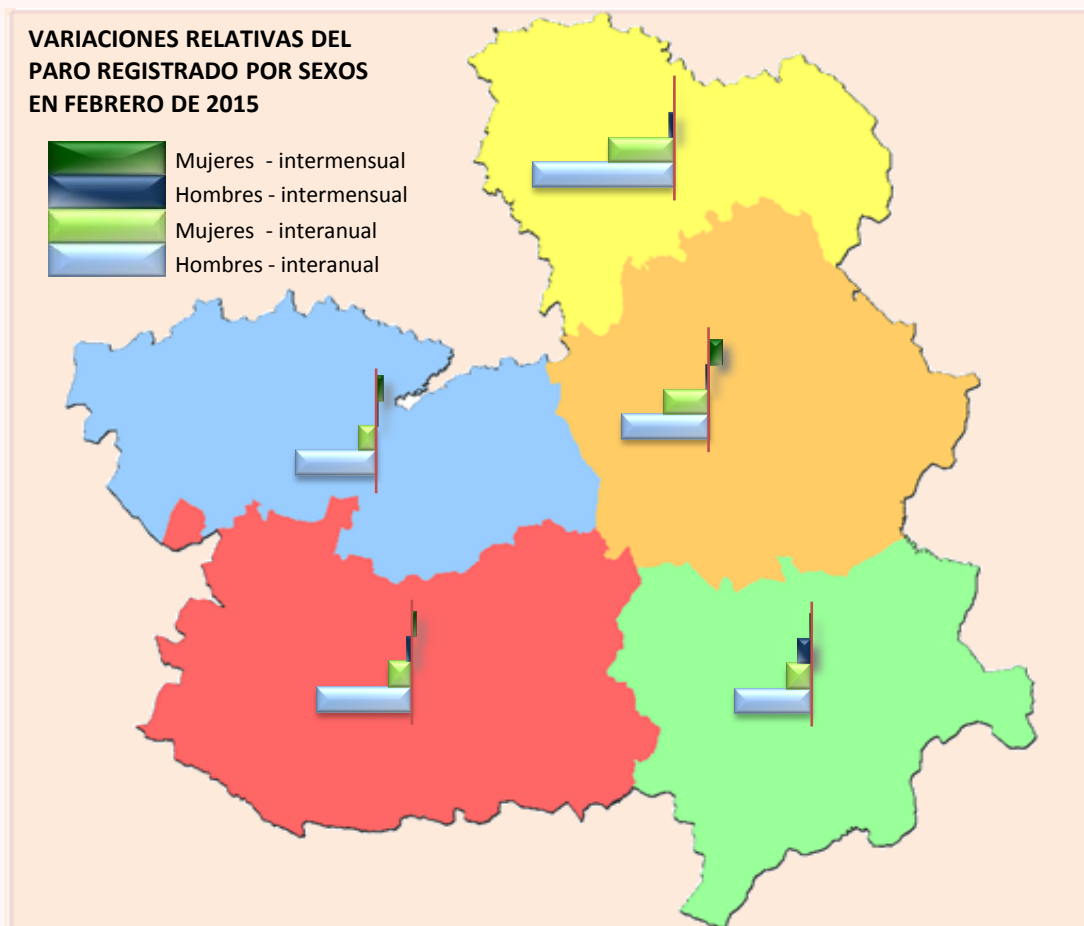 VARIACIONES RELATIVAS DEL
PARO REGISTRADO POR SEXOS
EN FEBRERO DE 2015
Mujeres - intermensual
Hombres - intermensual
Mujeres - interanual
Hombres - interanual